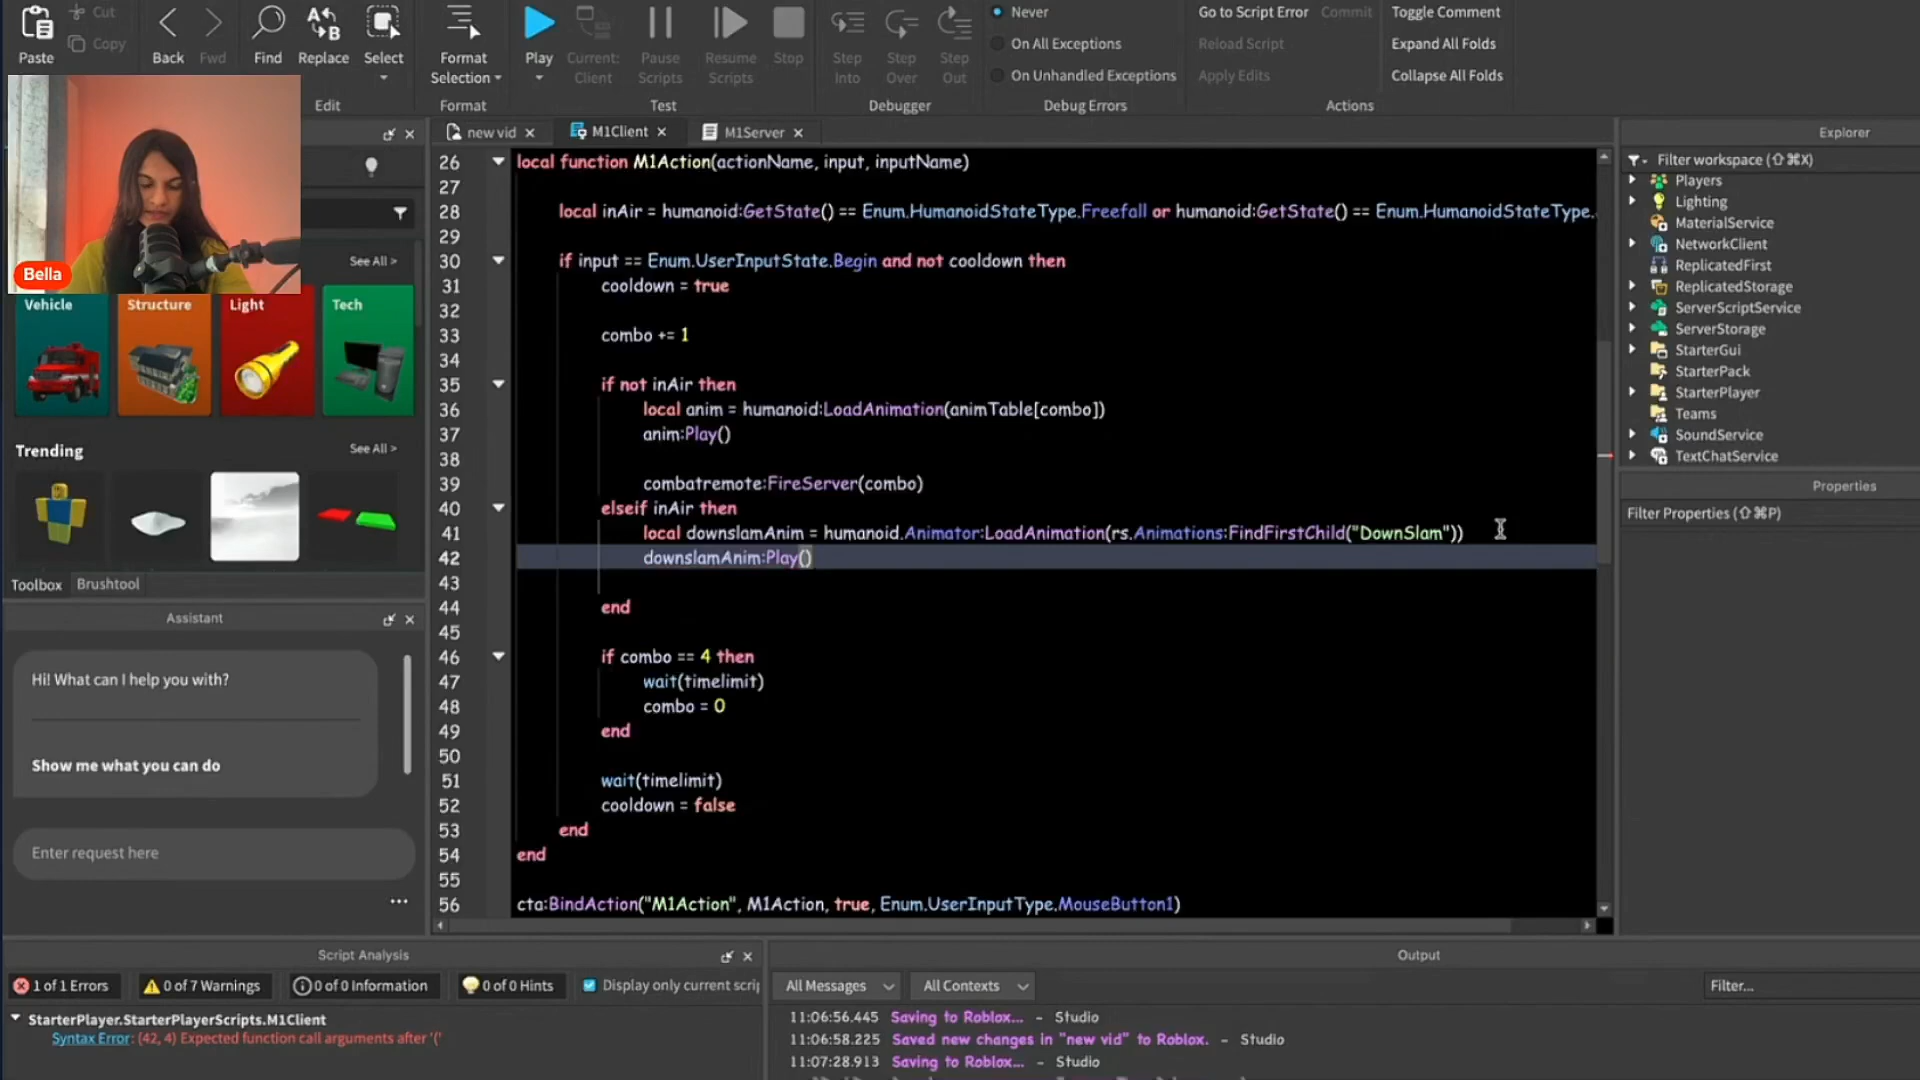 Paste
Cut
Copy
Back
Fwd
Find
Replace
Select
Edit
Format
Selection
Format
Play
Current:
Client
Pause
Scripts
Resume
Scripts
Stop
Test
Step
Into
Step
Over
Step
Out
Debugger
Never
On All Exceptions
On Unhandled Exceptions
Debug Errors
Go to Script Error
Commit
Reload Script
Apply Edits
Toggle Comment
Expand All Folds
Collapse All Folds
Actions
Bella
See All >
Vehicle
Structure
Light
Tech
Trending
See All >
Toolbox
Brushtool
Assistant
Hi! What can I help you with?
Show me what you can do
Enter request here
new vid
M1Client
M1Server
26 local function M1Action(actionName, input, inputName)
27
28 local inAir = humanoid:GetState() == Enum.HumanoidStateType.Freefall or humanoid:GetState() == Enum.HumanoidStateType.
29
30 if input == Enum.UserInputState.Begin and not cooldown then
31 cooldown = true
32
33 combo += 1
34
35 if not inAir then
36 local anim = humanoid:LoadAnimation(animTable[combo])
37 anim:Play()
38
39 combatremote:FireServer(combo)
40 elseif inAir then
41 local downslamAnim = humanoid.Animator:LoadAnimation(rs.Animations:FindFirstChild("DownSlam"))
42 downslamAnim:Play()
43
44 end
45
46 if combo == 4 then
47 wait(timelimit)
48 combo = 0
49 end
50
51 wait(timelimit)
52 cooldown = false
53 end
54 end
55
56 cta:BindAction("M1Action", M1Action, true, Enum.UserInputType.MouseButton1)
Explorer
Filter workspace (⇧⌘X)
Players
Lighting
MaterialService
NetworkClient
ReplicatedFirst
ReplicatedStorage
ServerScriptService
ServerStorage
StarterGui
StarterPack
StarterPlayer
Teams
SoundService
TextChatService
Properties
Filter Properties (⇧⌘P)
Script Analysis
1 of 1 Errors
0 of 7 Warnings
0 of 0 Information
0 of 0 Hints
Display only current scrip
StarterPlayer.StarterPlayerScripts.M1Client
Syntax Error: (42, 4) Expected function call arguments after '('
Output
All Messages
All Contexts
Filter...
11:06:56.445 Saving to Roblox... - Studio
11:06:58.225 Saved new changes in "new vid" to Roblox. - Studio
11:07:28.913 Saving to Roblox... - Studio